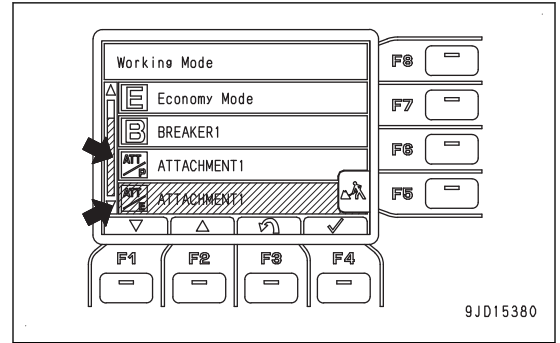 Working Mode
E Economy Mode
B BREAKER1
ATT/P ATTACHMENT1
ATT/E ATTACHMENT1
F8
F7
F6
F5
F1 F2 F3 F4
9JD15380